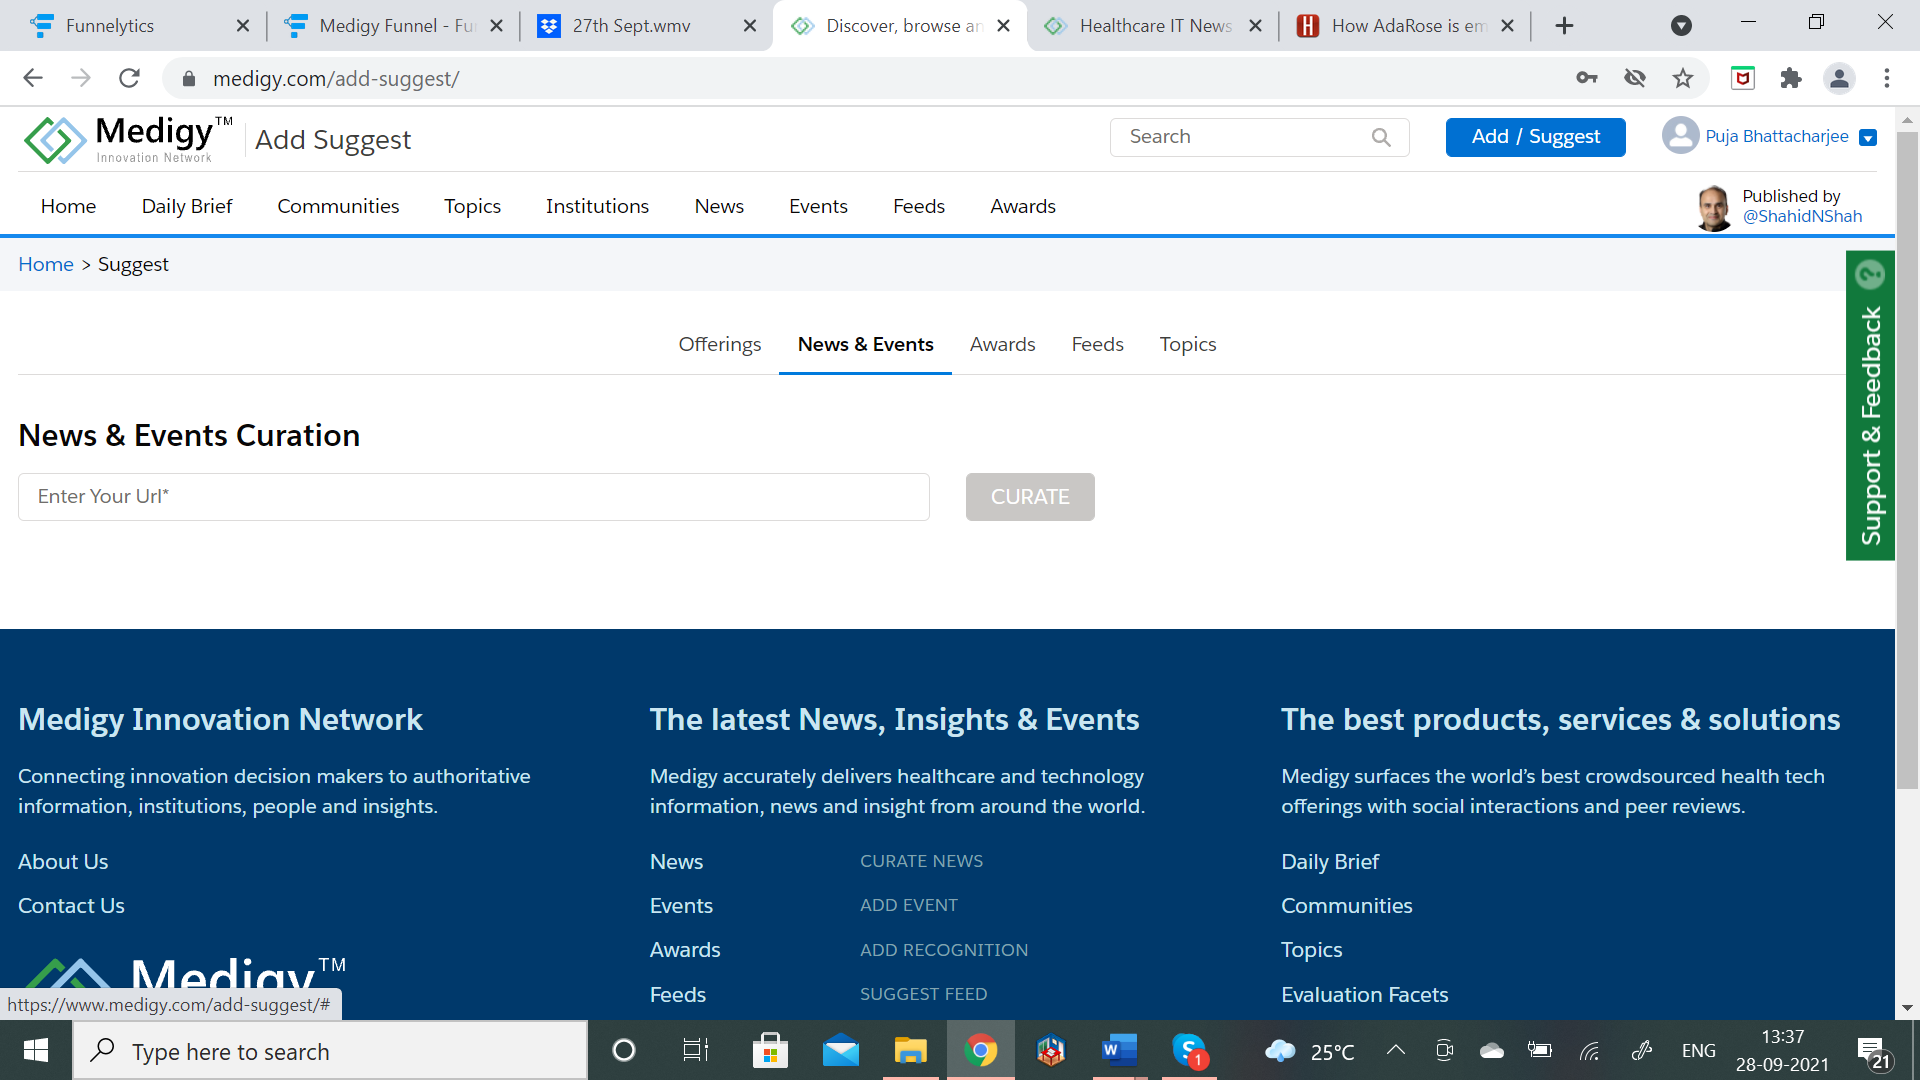 Funnelytics
Medigy Funnel - Fu
27th Sept.wmv
Discover, browse an
Healthcare IT News
How AdaRose is em
medigy.com/add-suggest/
Medigy™
Innovation Network
Add Suggest
Search
Add / Suggest
Puja Bhattacharjee
Home
Daily Brief
Communities
Topics
Institutions
News
Events
Feeds
Awards
Published by
@ShahidNShah
Home > Suggest
Support & Feedback
Offerings
News & Events
Awards
Feeds
Topics
News & Events Curation
Enter Your Url*
CURATE
Medigy Innovation Network
Connecting innovation decision makers to authoritative
information, institutions, people and insights.
About Us
Contact Us
Medigy™
The latest News, Insights & Events
Medigy accurately delivers healthcare and technology
information, news and insight from around the world.
News
CURATE NEWS
Events
ADD EVENT
Awards
ADD RECOGNITION
Feeds
SUGGEST FEED
The best products, services & solutions
Medigy surfaces the world’s best crowdsourced health tech
offerings with social interactions and peer reviews.
Daily Brief
Communities
Topics
Evaluation Facets
https://www.medigy.com/add-suggest/#
Type here to search
1
25°C
ENG
13:37
28-09-2021
21